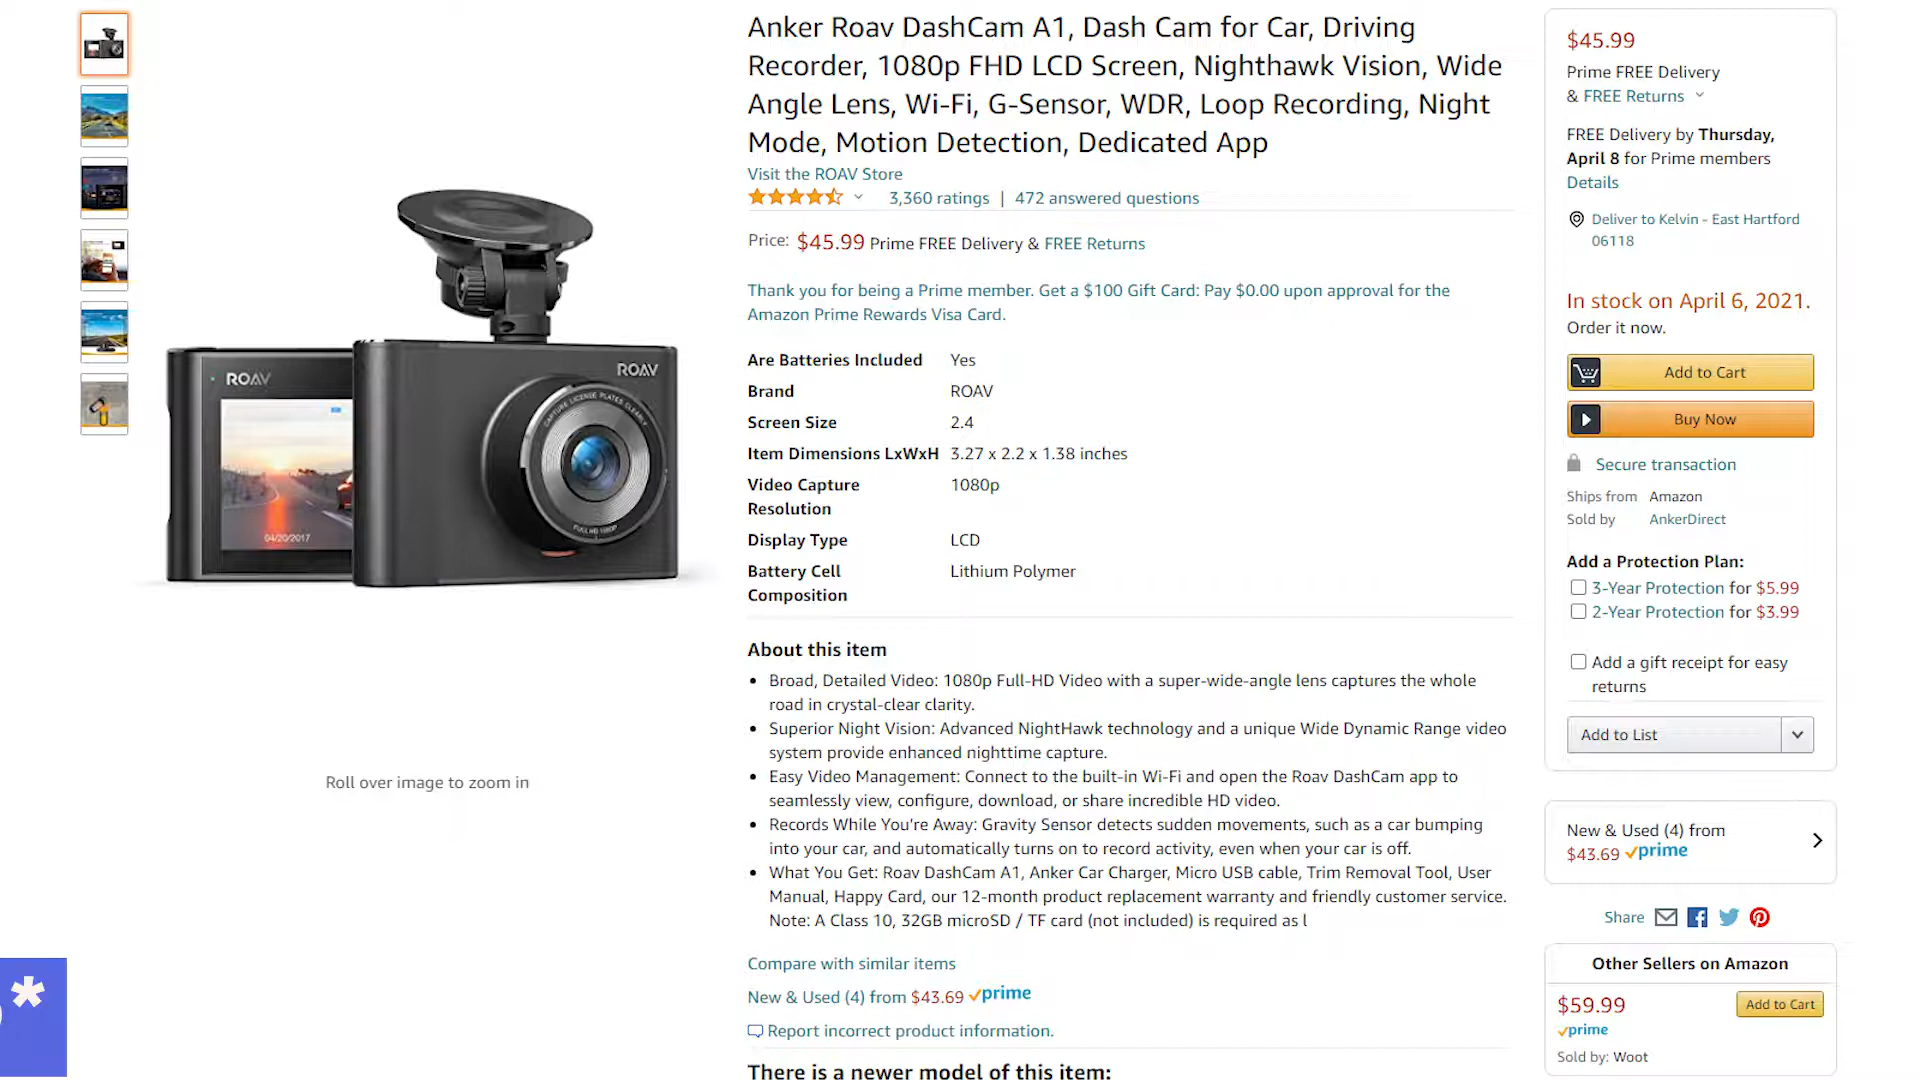 Anker Roav DashCam A1, Dash Cam for Car, Driving
Recorder, 1080p FHD LCD Screen, Nighthawk Vision, Wide
Angle Lens, Wi-Fi, G-Sensor, WDR, Loop Recording, Night
Mode, Motion Detection, Dedicated App
Visit the ROAV Store
3,360 ratings | 472 answered questions
Price: $45.99 Prime FREE Delivery & FREE Returns
Thank you for being a Prime member. Get a $100 Gift Card: Pay $0.00 upon approval for the
Amazon Prime Rewards Visa Card.
Are Batteries Included Yes
Brand ROAV
Screen Size 2.4
Item Dimensions LxWxH 3.27 x 2.2 x 1.38 inches
Video Capture Resolution 1080p
Display Type LCD
Battery Cell Composition Lithium Polymer
About this item
• Broad, Detailed Video: 1080p Full-HD Video with a super-wide-angle lens captures the whole
road in crystal-clear clarity.
• Superior Night Vision: Advanced NightHawk technology and a unique Wide Dynamic Range video
system provide enhanced nighttime capture.
• Easy Video Management: Connect to the built-in Wi-Fi and open the Roav DashCam app to
seamlessly view, configure, download, or share incredible HD video.
• Records While You're Away: Gravity Sensor detects sudden movements, such as a car bumping
into your car, and automatically turns on to record activity, even when your car is off.
• What You Get: Roav DashCam A1, Anker Car Charger, Micro USB cable, Trim Removal Tool, User
Manual, Happy Card, our 12-month product replacement warranty and friendly customer service.
Note: A Class 10, 32GB microSD / TF card (not included) is required as l
Compare with similar items
New & Used (4) from $43.69 prime
Report incorrect product information.
There is a newer model of this item:
ROAV
ROAV
CAPTURE LICENSE PLATES CLEARLY
FULL HD 1080P
04/20/2017
Roll over image to zoom in
*
$45.99
Prime FREE Delivery
& FREE Returns
FREE Delivery by Thursday,
April 8 for Prime members
Details
Deliver to Kelvin - East Hartford
06118
In stock on April 6, 2021.
Order it now.
Add to Cart
Buy Now
Secure transaction
Ships from Amazon
Sold by AnkerDirect
Add a Protection Plan:
3-Year Protection for $5.99
2-Year Protection for $3.99
Add a gift receipt for easy
returns
Add to List
New & Used (4) from
$43.69 prime
Share
Other Sellers on Amazon
$59.99
Add to Cart
prime
Sold by: Woot